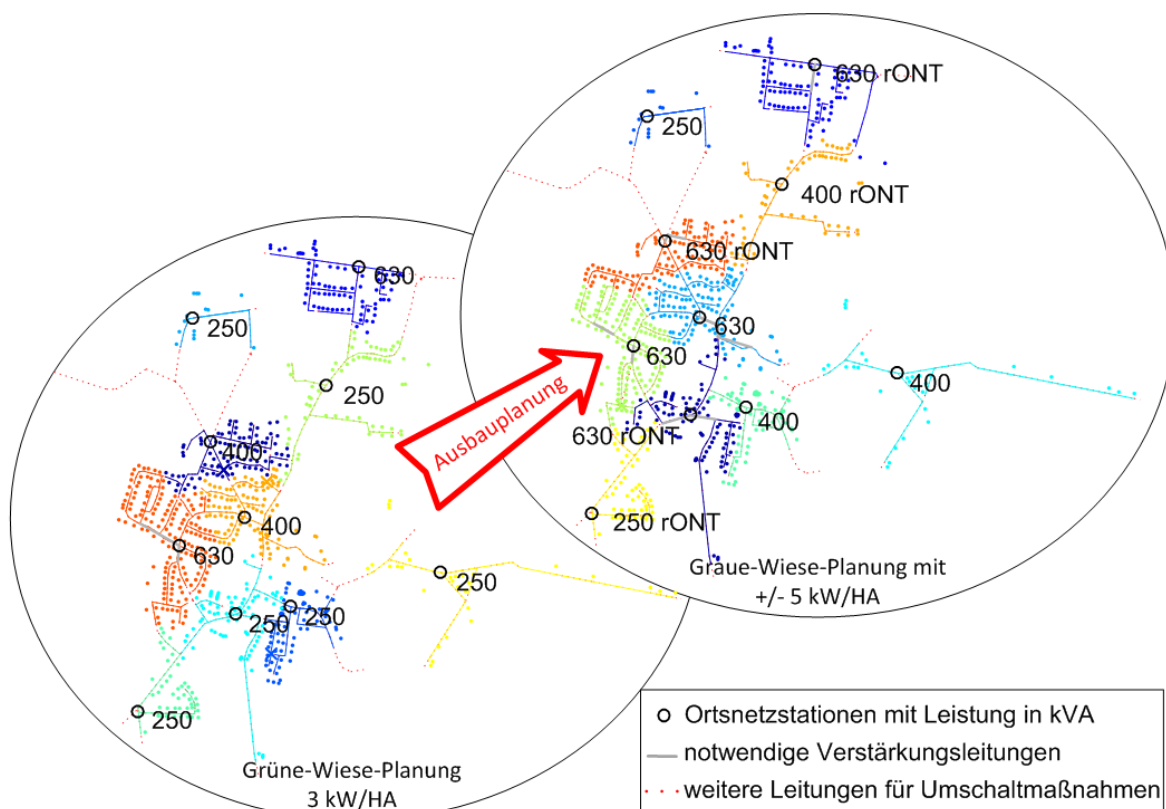 630 rONT
250
400 rONT
630 rONT
630
630
400
630 rONT
400
250 rONT
Graue-Wiese-Planung mit
+/- 5 kW/HA
Ausbauplanung
630
250
250
400
400
630
250
250
250
250
Grüne-Wiese-Planung
3 kW/HA
Ortsnetzstationen mit Leistung in kVA
notwendige Verstärkungsleitungen
weitere Leitungen für Umschaltmaßnahmen